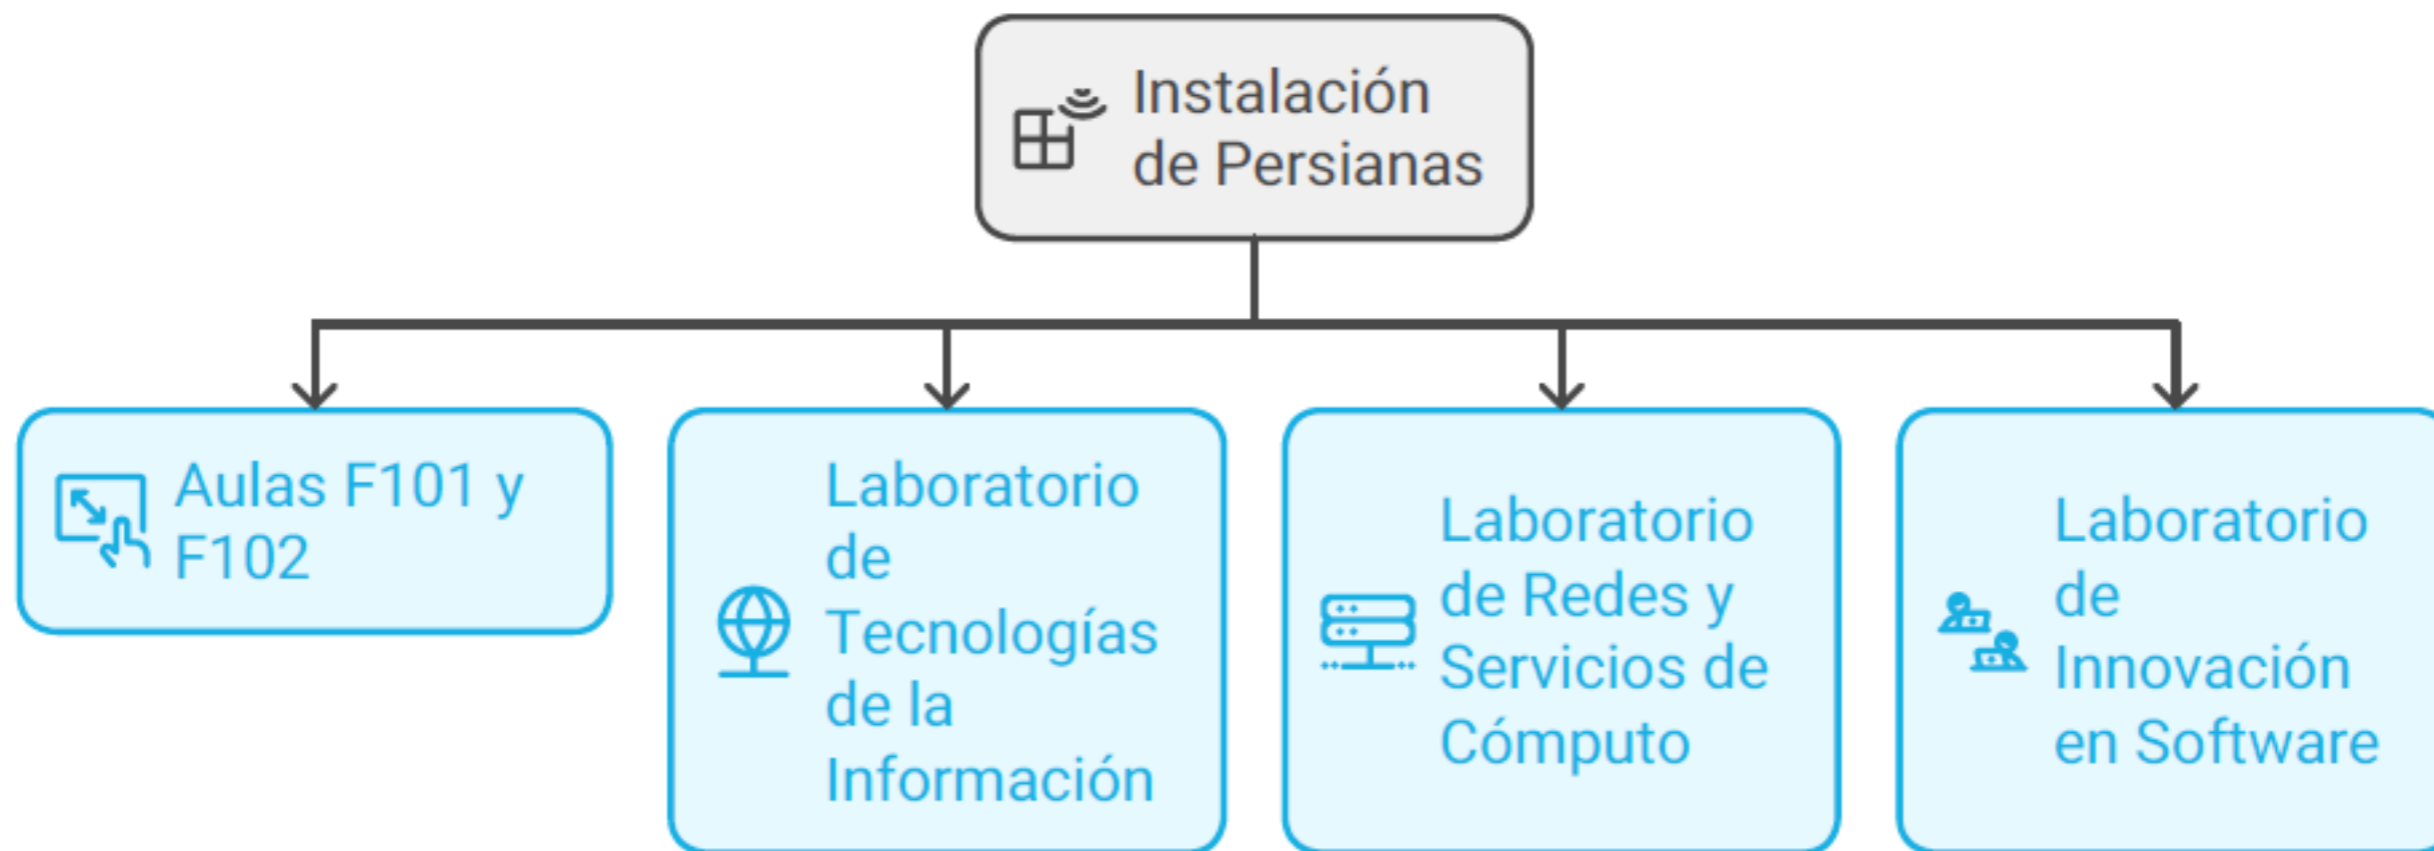 Instalación
de Persianas
Aulas F101 y
F102
Laboratorio
de
Tecnologías
de la
Información
Laboratorio
de Redes y
Servicios de
Cómputo
Laboratorio
de
Innovación
en Software